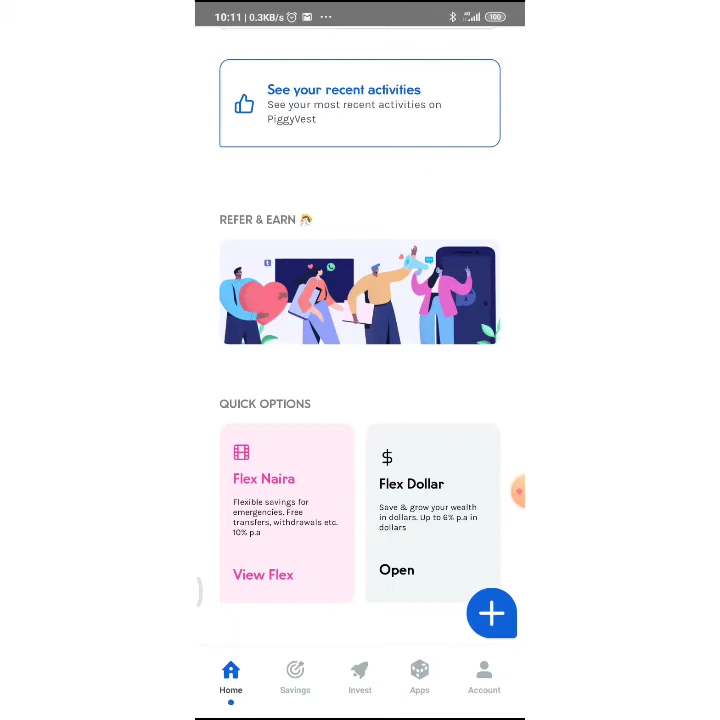 10:11 | 0.3KB/s
100
See your recent activities
See your most recent activities on
PiggyVest
REFER & EARN
QUICK OPTIONS
Flex Naira
Flexible savings for
emergencies. Free
transfers, withdrawals etc.
10% p.a
View Flex
Flex Dollar
Save & grow your wealth
in dollars. Up to 6% p.a in
dollars
Open
Home
Savings
Invest
Apps
Account